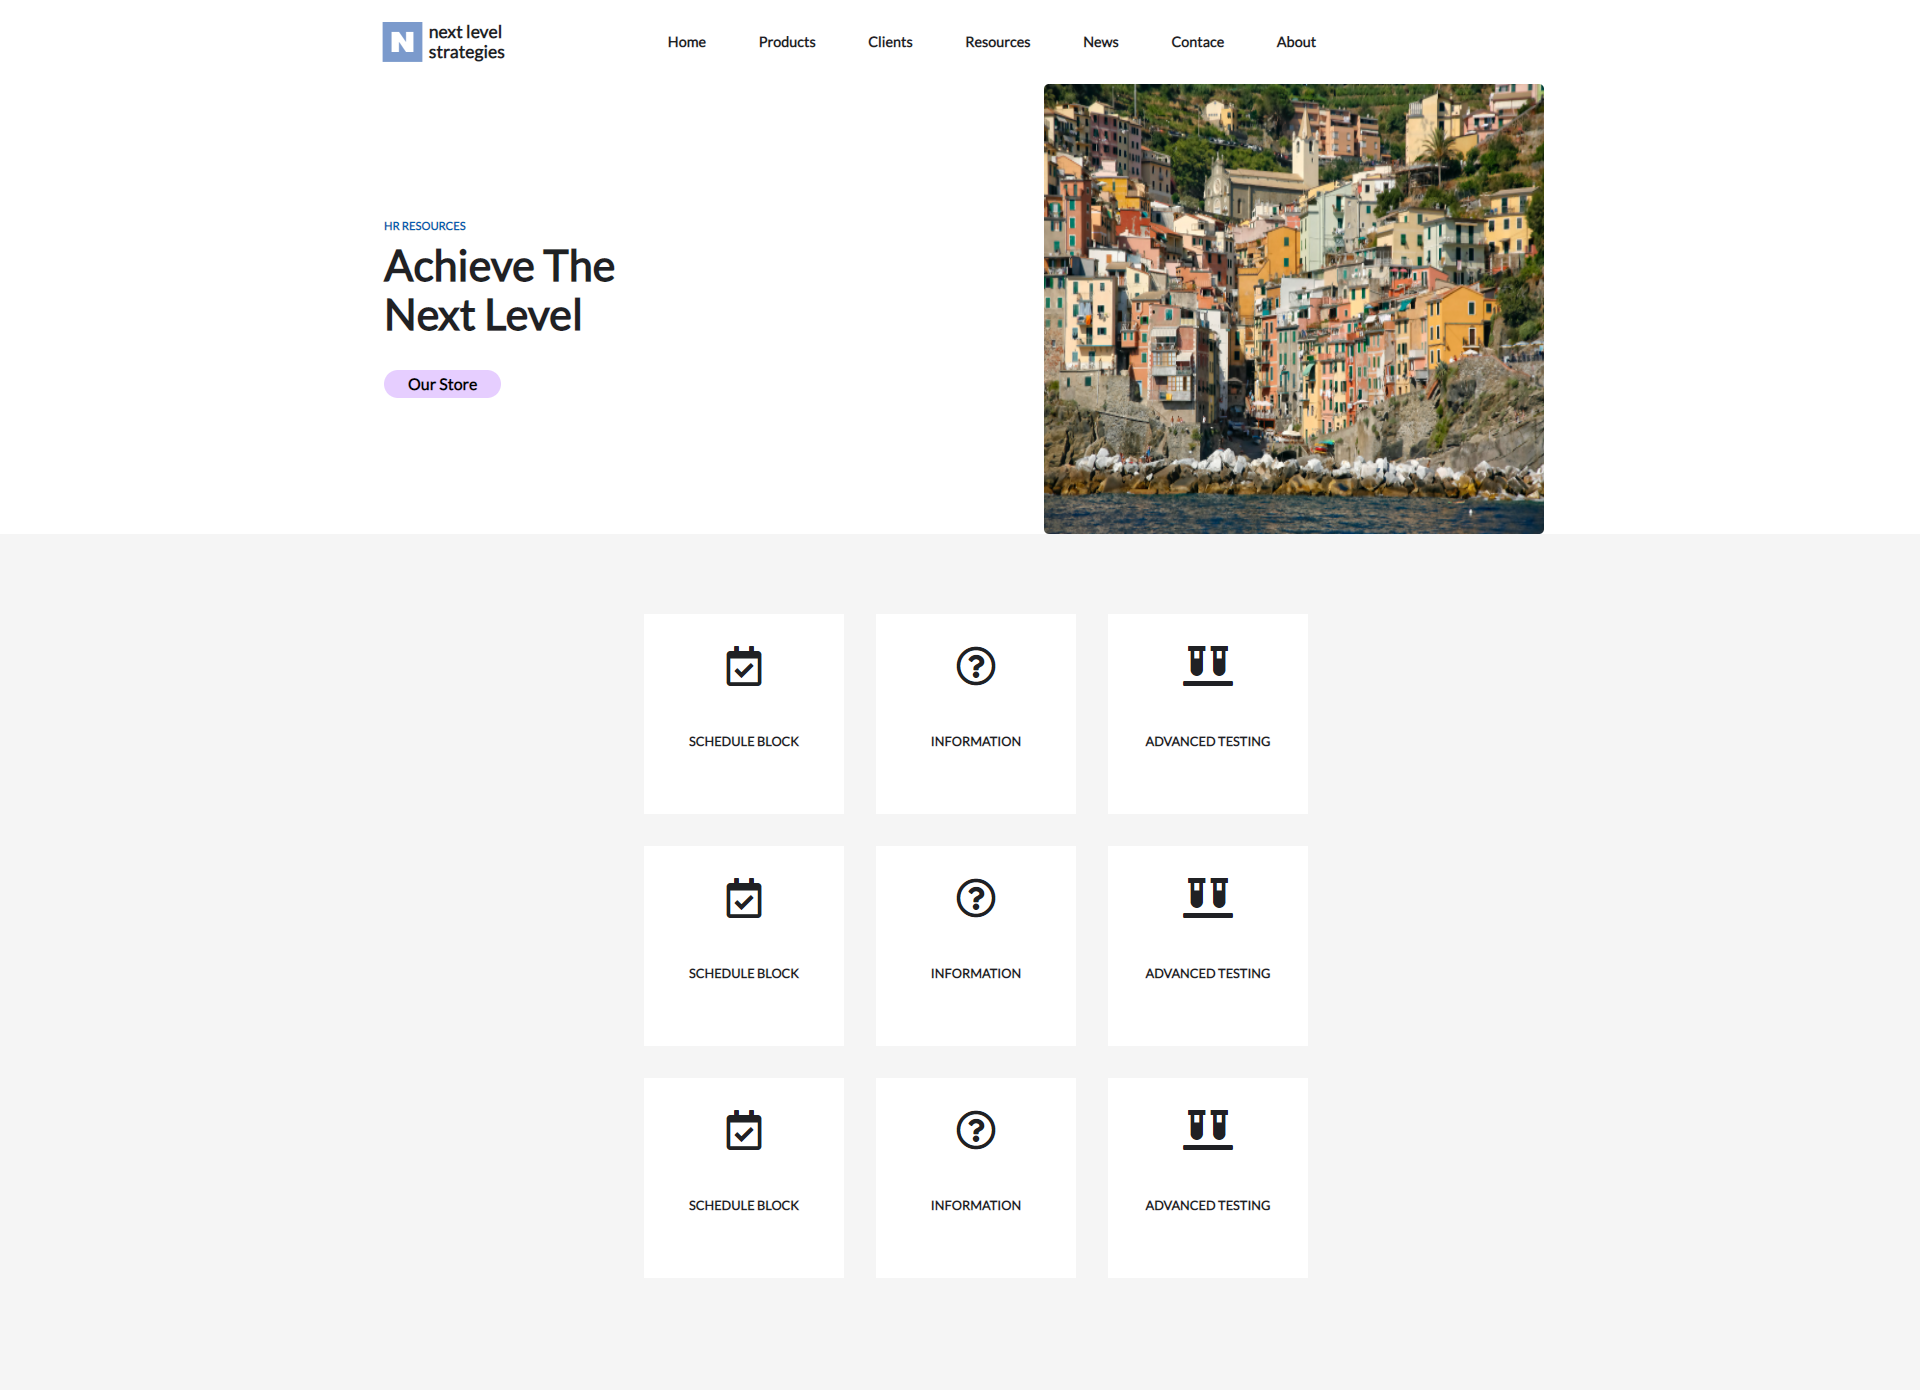 N
next level
strategies
Home Products Clients Resources News Contace About
HR RESOURCES
Achieve The
Next Level
Our Store
SCHEDULE BLOCK INFORMATION ADVANCED TESTING
SCHEDULE BLOCK INFORMATION ADVANCED TESTING
SCHEDULE BLOCK INFORMATION ADVANCED TESTING